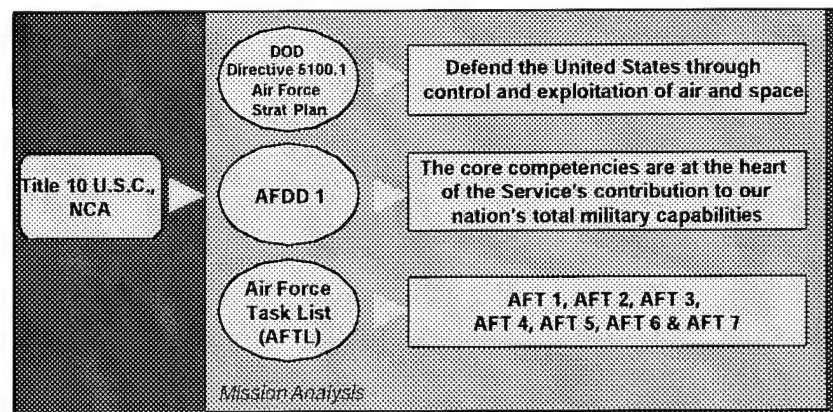 DOD
Directive 5100.1
Air Force
Strat Plan
Defend the United States through
control and exploitation of air and space
Title 10 U.S.C.,
NCA
AFDD 1
The core competencies are at the heart
of the Service's contribution to our
nation's total military capabilities
Air Force
Task List
(AFTL)
AFT 1, AFT 2, AFT 3,
AFT 4, AFT 5, AFT 6 & AFT 7
Mission Analysis